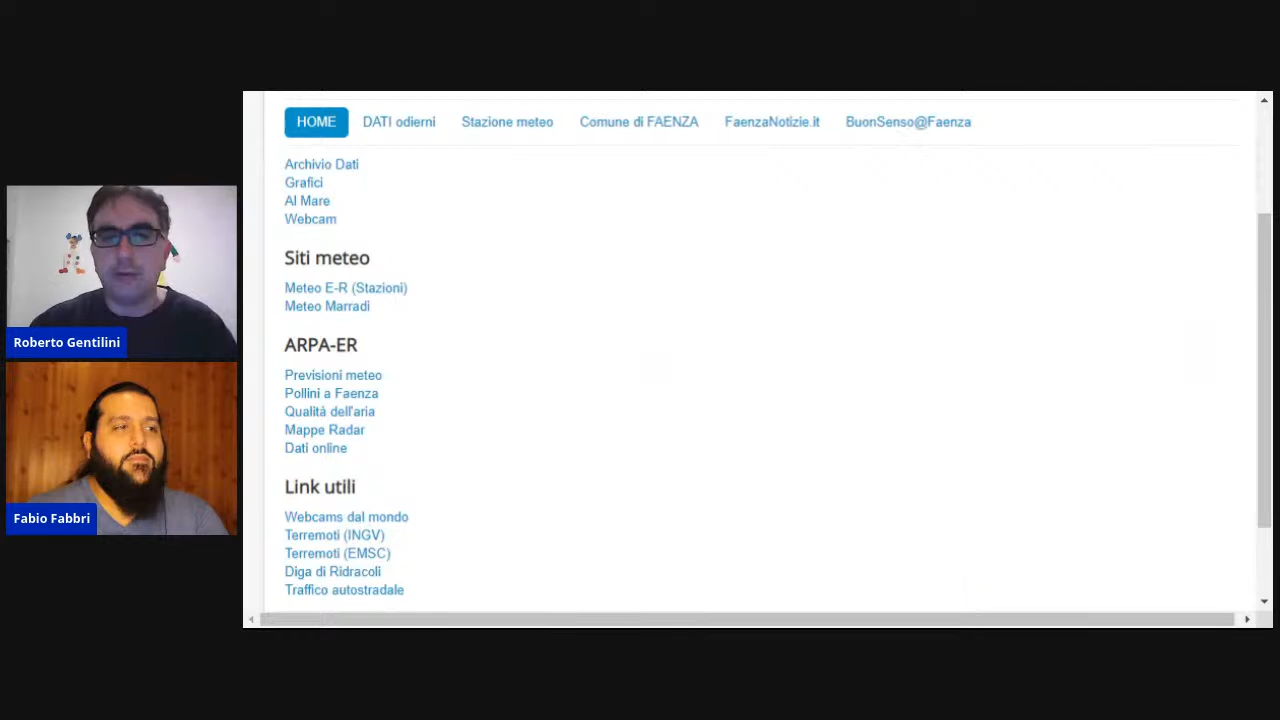 HOME DATI odierni Stazione meteo Comune di FAENZA FaenzaNotizie.it BuonSenso@Faenza
Archivio Dati
Grafici
Al Mare
Webcam
Siti meteo
Meteo E-R (Stazioni)
Meteo Marradi
ARPA-ER
Previsioni meteo
Pollini a Faenza
Qualità dell'aria
Mappe Radar
Dati online
Link utili
Webcams dal mondo
Terremoti (INGV)
Terremoti (EMSC)
Diga di Ridracoli
Traffico autostradale
Roberto Gentilini
Fabio Fabbri